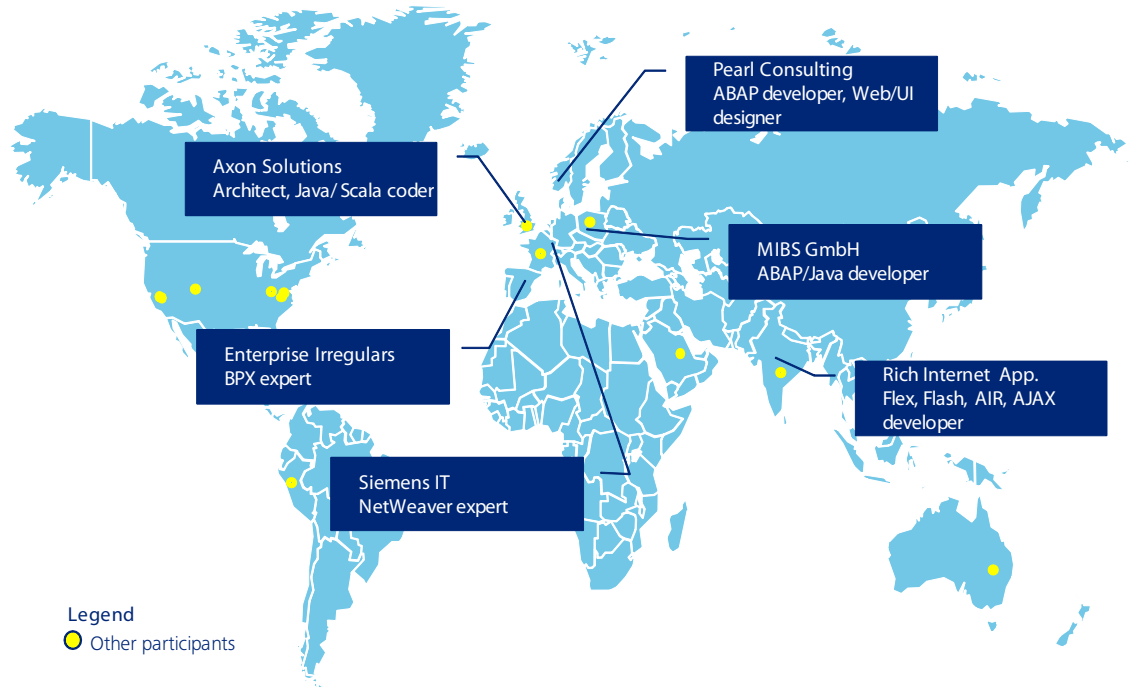 Pearl Consulting
ABAP developer, Web/UI
designer
Axon Solutions
Architect, Java/ Scala coder
MIBS GmbH
ABAP/Java developer
Enterprise Irregulars
BPX expert
Rich Internet App.
Flex, Flash, AIR, AJAX
developer
Siemens IT
NetWeaver expert
Legend
Other participants